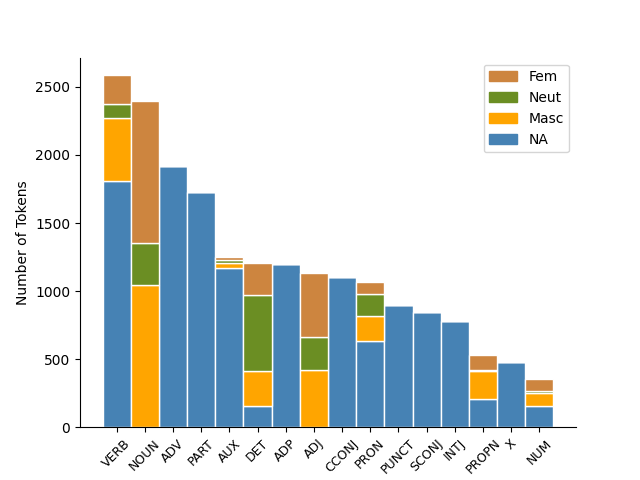 Fem
Neut
Masc
NA
Number of Tokens
2500
2000
1500
1000
500
0
VERB
NOUN
ADV
PART
AUX
DET
ADP
ADJ
CCONJ
PRON
PUNCT
SCONJ
INTJ
PROPN
X
NUM